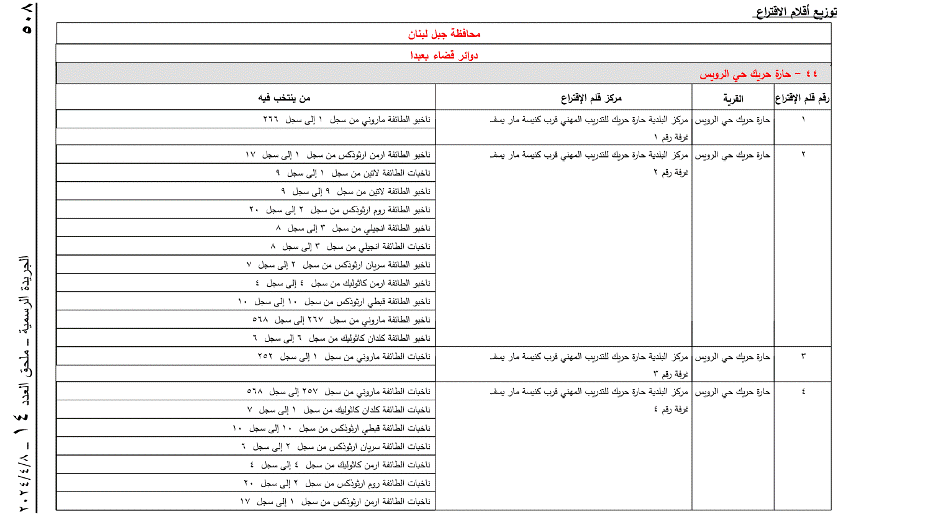 توزيع أقلام الاقتراع
محافظة جبل لبنان
دوائر قضاء بعبدا
٤٤ - حارة حريك حي الرويس
رقم قلم الإقتراع القرية مركز قلم الإقتراع من ينتخب فيه
١ حارة حريك حي الرويس مركز البلدية حارة حريك للتدريب المهني قرب كنيسة مار يسف ناخبو الطائفة ماروني من سجل ١ إلى سجل ٢٦٦
غرفة رقم ١
٢ حارة حريك حي الرويس مركز البلدية حارة حريك للتدريب المهني قرب كنيسة مار يسف ناخبو الطائفة ارمن ارثوذكس من سجل ١ إلى سجل ١٧
غرفة رقم ٢ ناخبات الطائفة لاتين من سجل ١ إلى سجل ٩
ناخبو الطائفة لاتين من سجل ٩ إلى سجل ٩
ناخبو الطائفة روم ارثوذكس من سجل ٢ إلى سجل ٢٠
ناخبو الطائفة انجيلي من سجل ٣ إلى سجل ٨
ناخبات الطائفة انجيلي من سجل ٣ إلى سجل ٨
ناخبو الطائفة سريان ارثوذكس من سجل ٢ إلى سجل ٧
ناخبو الطائفة ارمن كاثوليك من سجل ٤ إلى سجل ٤
ناخبو الطائفة قبطي ارثوذكس من سجل ١٠ إلى سجل ١٠
ناخبو الطائفة ماروني من سجل ٢٦٧ إلى سجل ٥٦٨
ناخبو الطائفة كلدان كاثوليك من سجل ٦ إلى سجل ٦
٣ حارة حريك حي الرويس مركز البلدية حارة حريك للتدريب المهني قرب كنيسة مار يسف ناخبات الطائفة ماروني من سجل ١ إلى سجل ٢٥٢
غرفة رقم ٣
٤ حارة حريك حي الرويس مركز البلدية حارة حريك للتدريب المهني قرب كنيسة مار يسف ناخبات الطائفة ماروني من سجل ٢٥٧ إلى سجل ٥٦٨
غرفة رقم ٤ ناخبات الطائفة كلدان كاثوليك من سجل ١ إلى سجل ٧
ناخبات الطائفة قبطي ارثوذكس من سجل ١٠ إلى سجل ١٠
ناخبات الطائفة سريان ارثوذكس من سجل ٢ إلى سجل ٦
ناخبات الطائفة ارمن كاثوليك من سجل ٤ إلى سجل ٤
ناخبات الطائفة روم ارثوذكس من سجل ٢ إلى سجل ٢٠
ناخبات الطائفة ارمن ارثوذكس من سجل ١ إلى سجل ١٧
٥٠٨
الجريدة الرسمية – ملحق العدد ١٤ – ٢٠٢٤/٤/٨